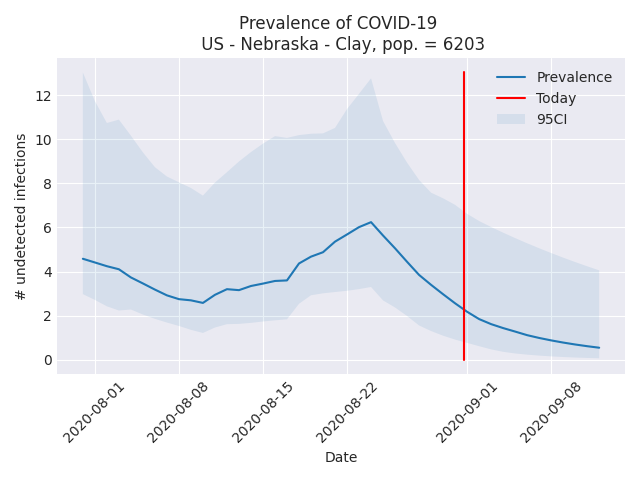 Prevalence of COVID-19
US - Nebraska - Clay, pop. = 6203
Prevalence
Today
95CI
# undetected infections
12
10
8
6
4
2
0
2020-08-01
2020-08-08
2020-08-15
2020-08-22
2020-09-01
2020-09-08
Date